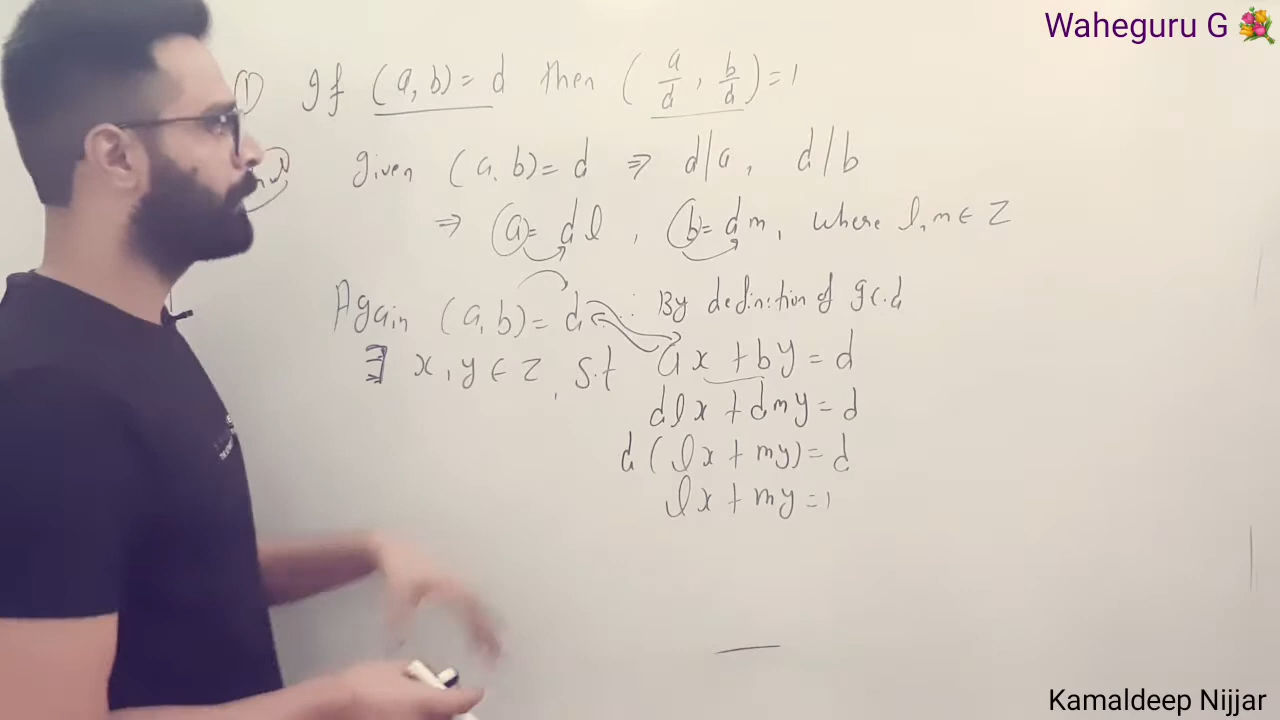 Waheguru G 💐
① If (a, b) = d then (a/d , b/d) = 1
given (a, b) = d ⇒ d/a, d/b
⇒ a = dl , b = dm, where l, m ∈ Z
Again (a, b) = d ∴ By definition of g.c.d
∃ x, y ∈ Z, s.t ax + by = d
dlx + dmy = d
d(lx + my) = d
lx + my = 1
Kamaldeep Nijjar